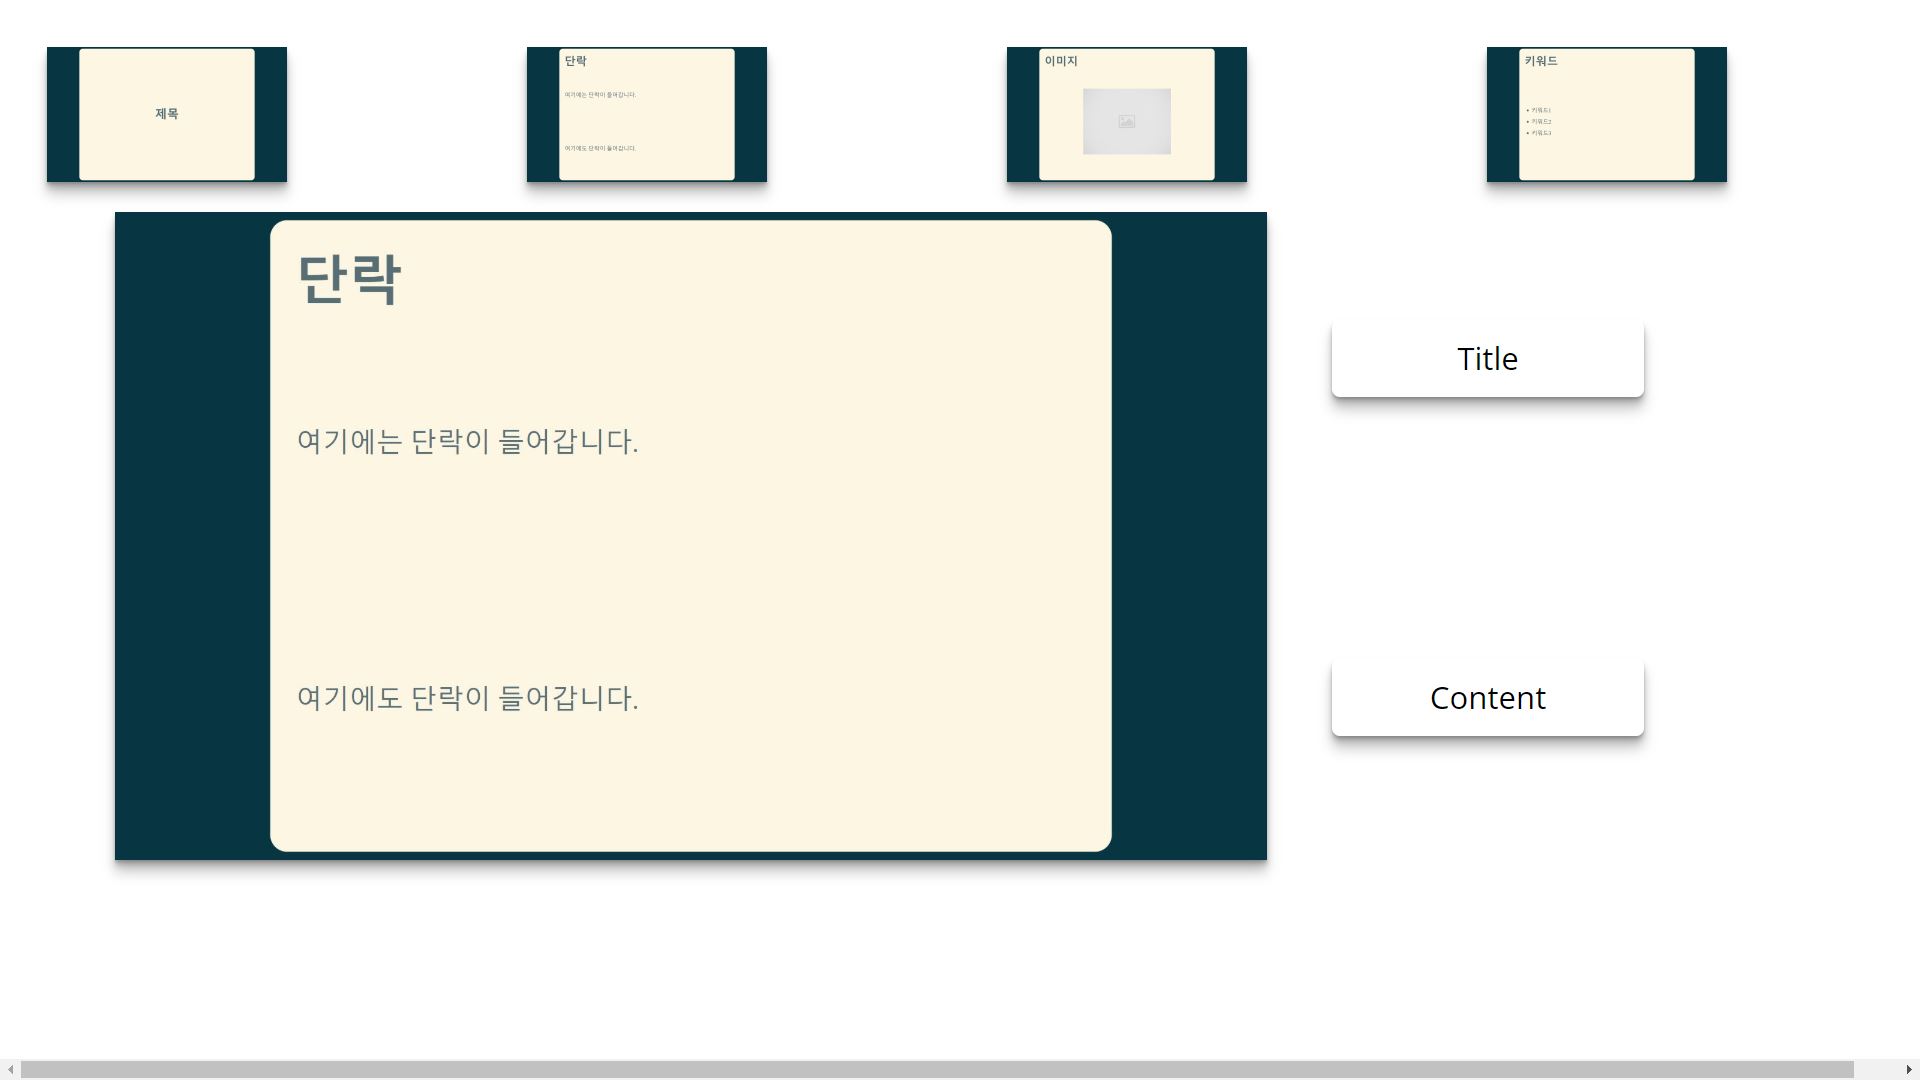 제목
단락
여기에는 단락이 들어갑니다.
여기에도 단락이 들어갑니다.
이미지
키워드
• 키워드1
• 키워드2
• 키워드3
단락
여기에는 단락이 들어갑니다.
여기에도 단락이 들어갑니다.
Title
Content